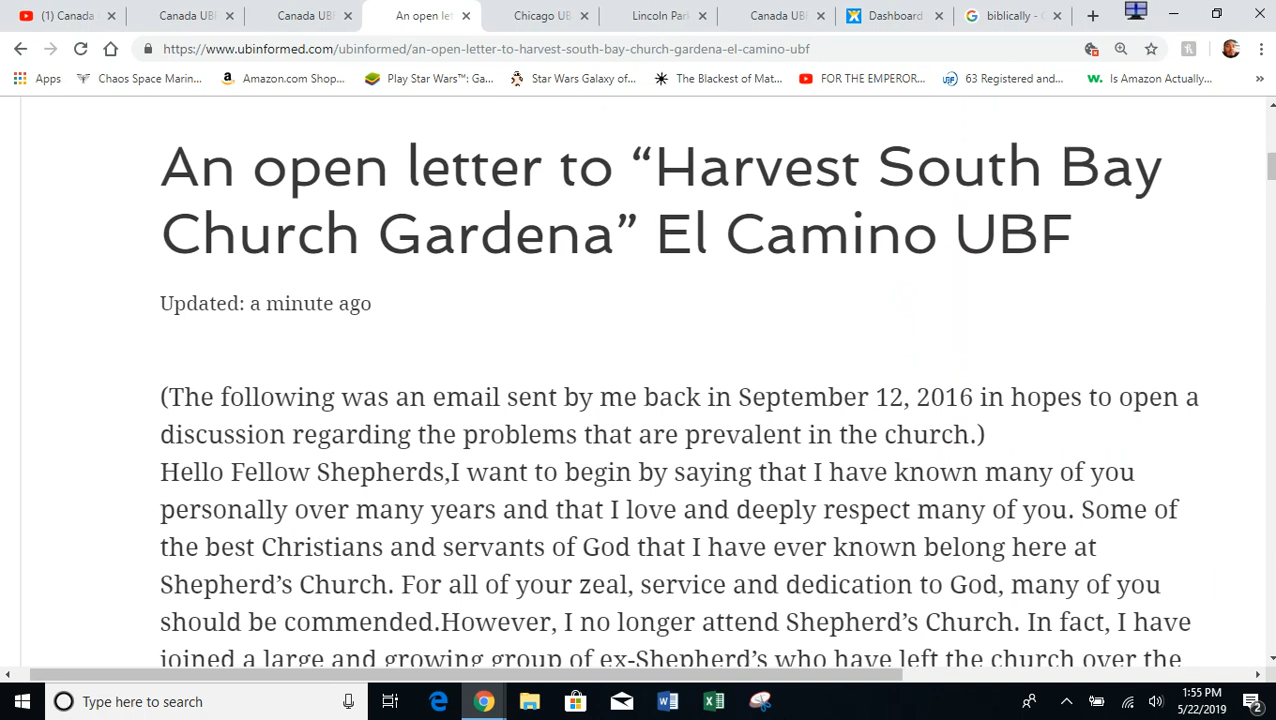 (1) Canada
Canada UBF
Canada UBF
An open let
Chicago UB
Lincoln Park
Canada UBF
Dashboard
biblically - G
https://www.ubinformed.com/ubinformed/an-open-letter-to-harvest-south-bay-church-gardena-el-camino-ubf
Apps
Chaos Space Marin...
Amazon.com Shop...
Play Star Wars™: Ga...
Star Wars Galaxy of...
The Blackest of Mat...
FOR THE EMPEROR...
63 Registered and...
Is Amazon Actually...
An open letter to “Harvest South Bay
Church Gardena” El Camino UBF
Updated: a minute ago
(The following was an email sent by me back in September 12, 2016 in hopes to open a
discussion regarding the problems that are prevalent in the church.)
Hello Fellow Shepherds,I want to begin by saying that I have known many of you
personally over many years and that I love and deeply respect many of you. Some of
the best Christians and servants of God that I have ever known belong here at
Shepherd’s Church. For all of your zeal, service and dedication to God, many of you
should be commended.However, I no longer attend Shepherd’s Church. In fact, I have
joined a large and growing group of ex-Shepherd’s who have left the church over the
Type here to search
1:55 PM
5/22/2019
2